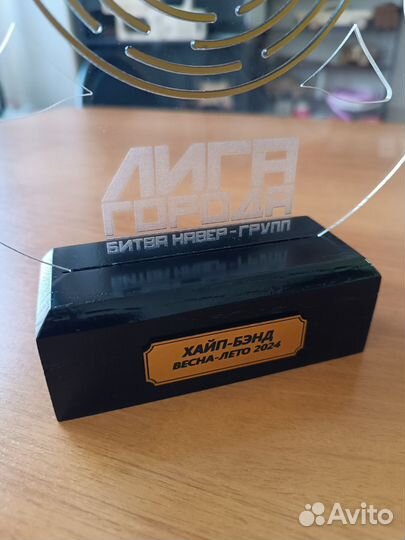 ЛИГА
ГОРОДА
БИТВА КАВЕР-ГРУПП
ХАЙП-БЭНД
ВЕСНА-ЛЕТО 2024
Avito